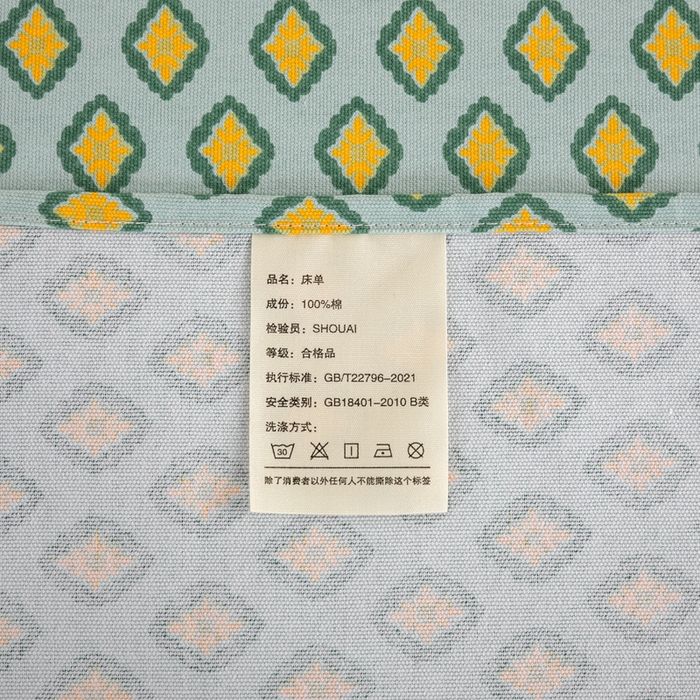 品名：床单
成份：100%棉
检验员：SHOUAI
等级：合格品
执行标准：GB/T22796-2021
安全类别：GB18401-2010 B类
洗涤方式：
30
除了消费者以外任何人不能撕除这个标签